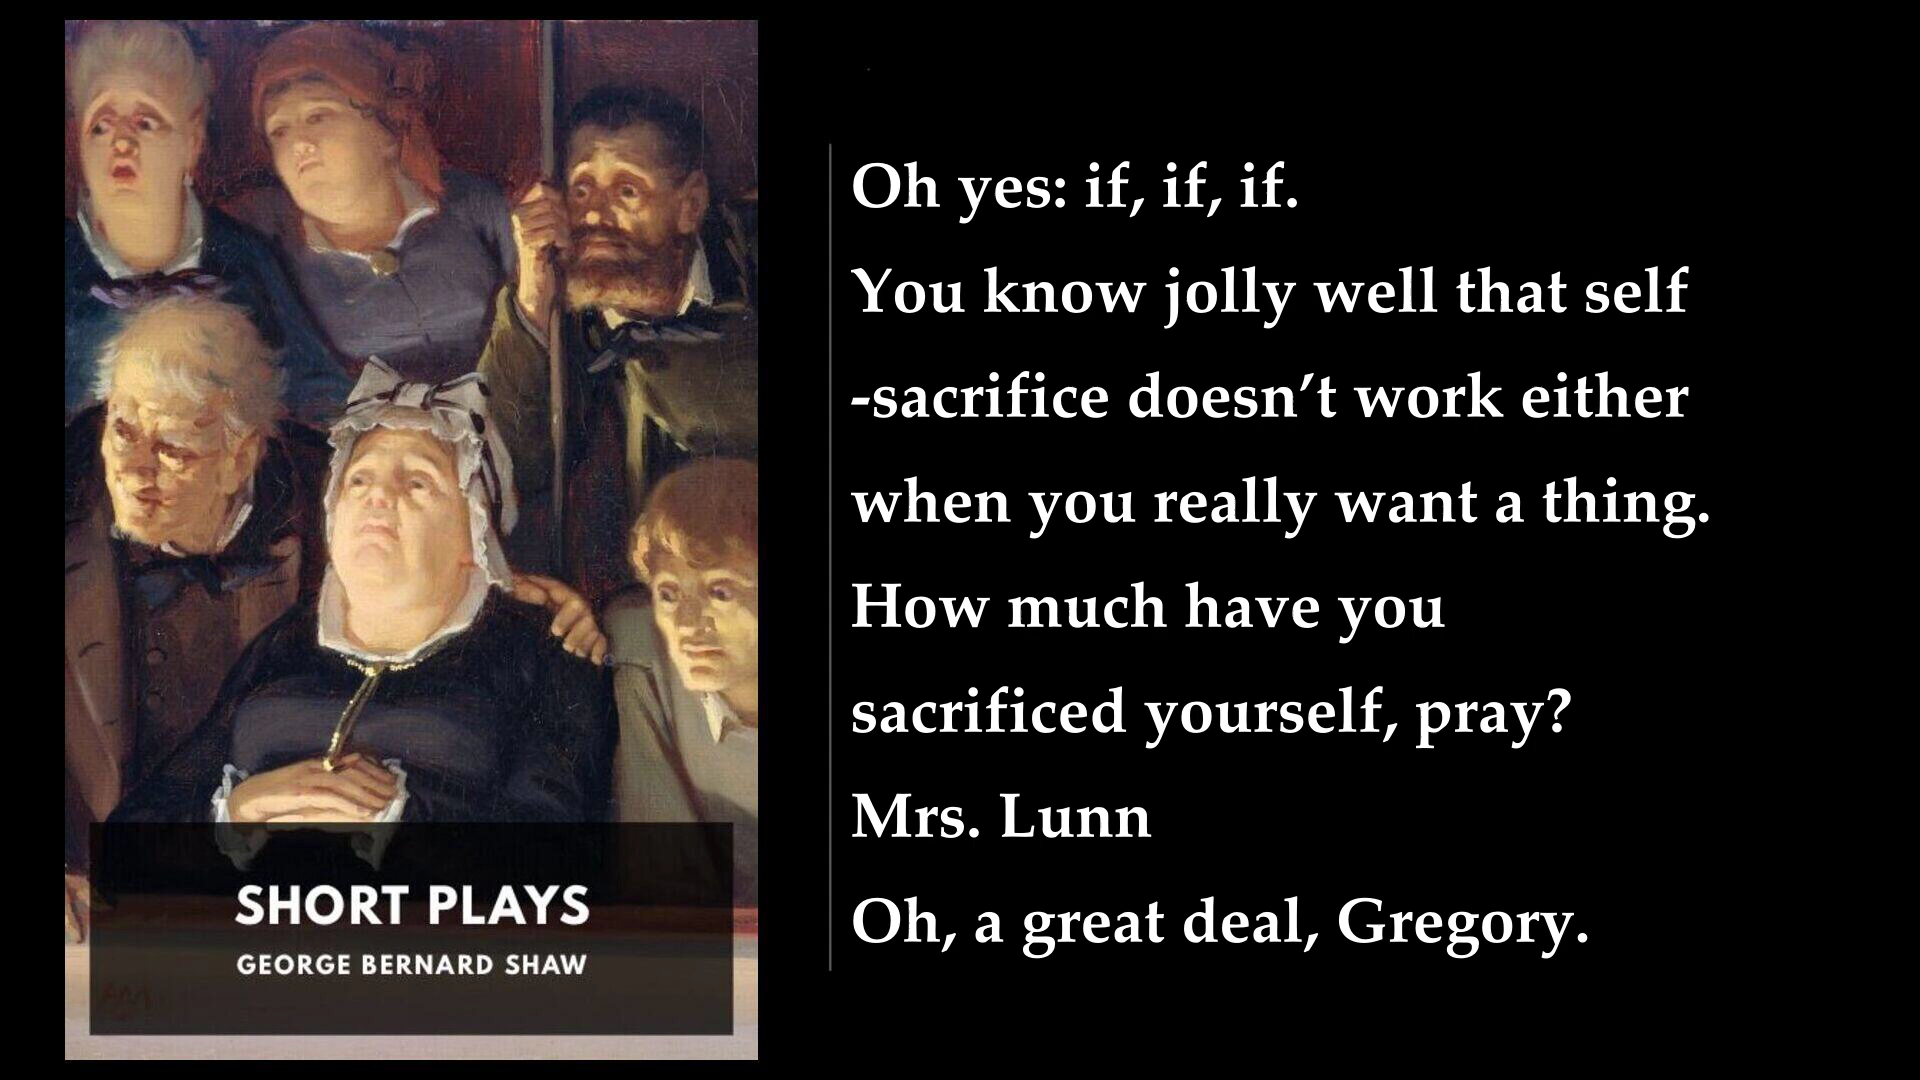 SHORT PLAYS
GEORGE BERNARD SHAW
Oh yes: if, if, if.
You know jolly well that self
-sacrifice doesn’t work either
when you really want a thing.
How much have you
sacrificed yourself, pray?
Mrs. Lunn
Oh, a great deal, Gregory.